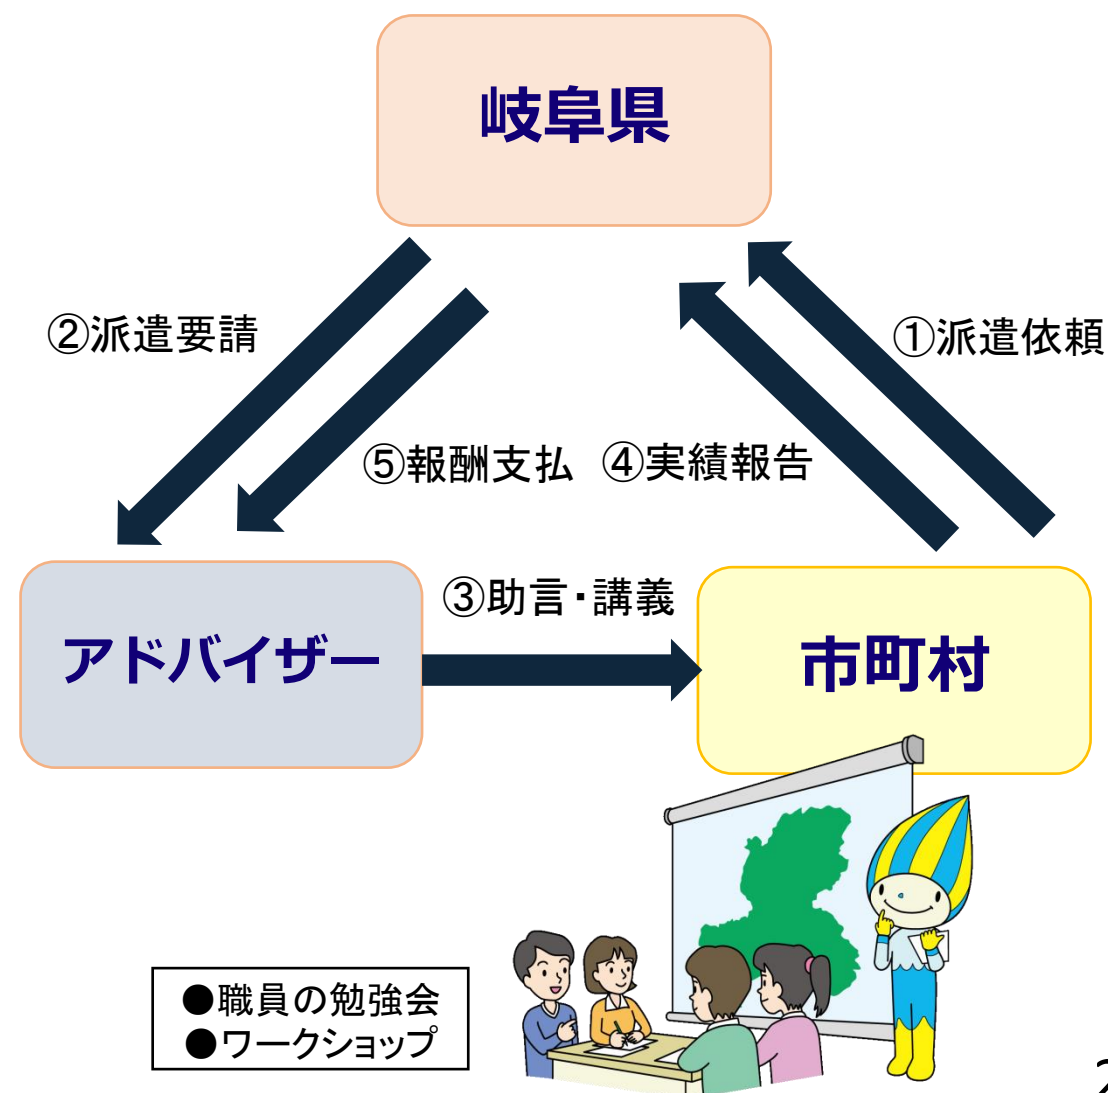 岐阜県
②派遣要請
①派遣依頼
⑤報酬支払
④実績報告
③助言・講義
アドバイザー
市町村
●職員の勉強会
●ワークショップ